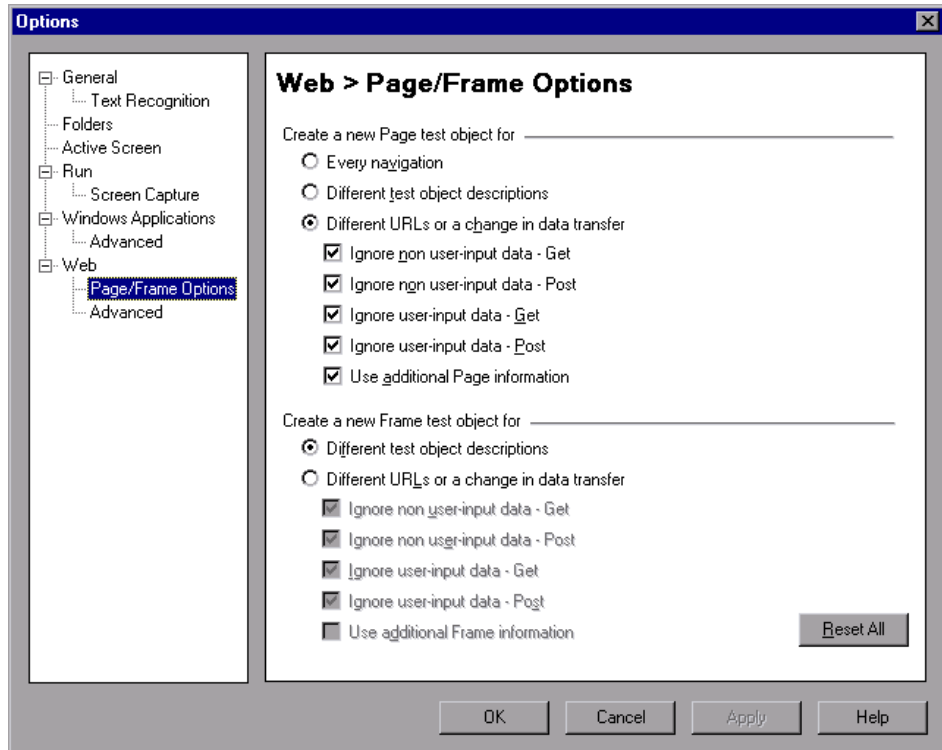 Options
General
Text Recognition
Folders
Active Screen
Run
Screen Capture
Windows Applications
Advanced
Web
Page/Frame Options
Advanced
Web > Page/Frame Options
Create a new Page test object for
Every navigation
Different test object descriptions
Different URLs or a change in data transfer
Ignore non user-input data - Get
Ignore non user-input data - Post
Ignore user-input data - Get
Ignore user-input data - Post
Use additional Page information
Create a new Frame test object for
Different test object descriptions
Different URLs or a change in data transfer
Ignore non user-input data - Get
Ignore non user-input data - Post
Ignore user-input data - Get
Ignore user-input data - Post
Use additional Frame information
Reset All
OK Cancel Apply Help